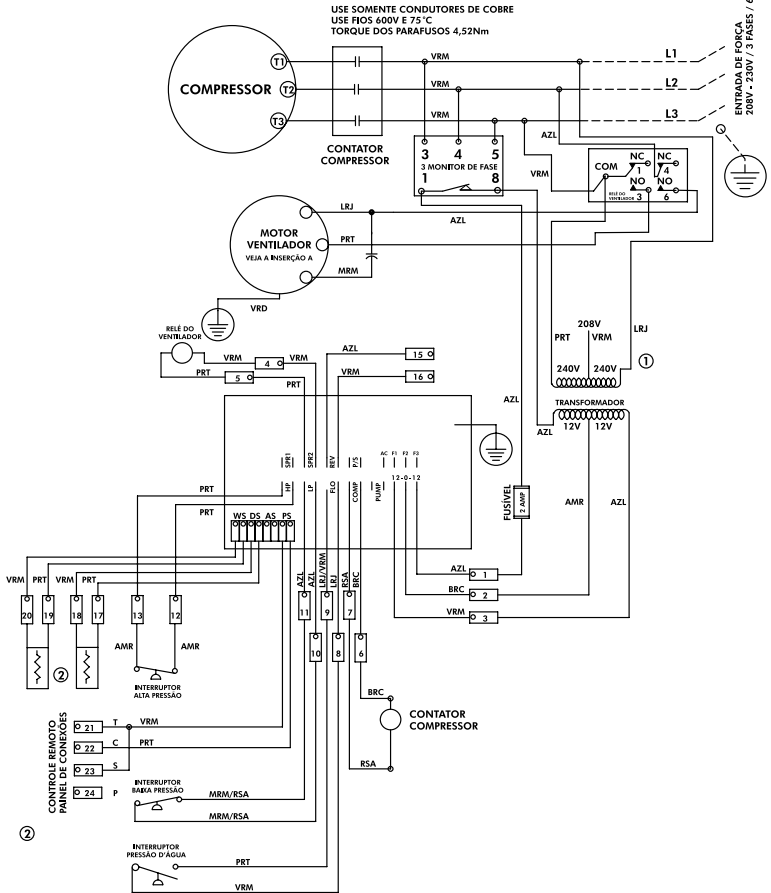 USE SOMENTE CONDUTORES DE COBRE
USE FIOS 600V E 75°C
TORQUE DOS PARAFUSOS 4,52Nm
ENTRADA DE FORÇA
208V - 230V / 3 FASES / 6
T1
T2
T3
COMPRESSOR
CONTATOR
COMPRESSOR
VRM
VRM
VRM
L1
L2
L3
3 4 5
3 MONITOR DE FASE
1 8
AZL
VRM
COM
NC NC
1 4
NO NO
RELÉ DO
VENTILADOR
3 6
LRJ
AZL
MOTOR
VENTILADOR
VEJA A INSERÇÃO A
PRT
MRM
VRD
208V
PRT
VRM
LRJ
240V 240V
1
TRANSFORMADOR
12V 12V
AZL
AZL
AMR
AZL
FUSÍVEL
2 AMP
RELÉ DO
VENTILADOR
VRM
4
VRM
PRT
5
PRT
AZL
15
VRM
16
SPR1
SPR2
REV
P/S
AC F1 F2 F3
HP
LP
FLO
COMP
PUMP
12-0-12
PRT
PRT
WS DS AS PS
AZL
AZL
LRJ/VRM
LRJ
RSA
BRC
AZL
1
BRC
2
VRM
3
VRM PRT VRM PRT
20 19 18 17
13 12
11 9 7
10 8 6
AMR AMR
2
INTERRUPTOR
ALTA PRESSÃO
BRC
CONTATOR
COMPRESSOR
RSA
CONTROLE REMOTO
PAINEL DE CONEXÕES
21 T VRM
22 C PRT
23 S
24 P
2
INTERRUPTOR
BAIXA PRESSÃO
MRM/RSA
MRM/RSA
INTERRUPTOR
PRESSÃO D'ÁGUA
PRT
VRM